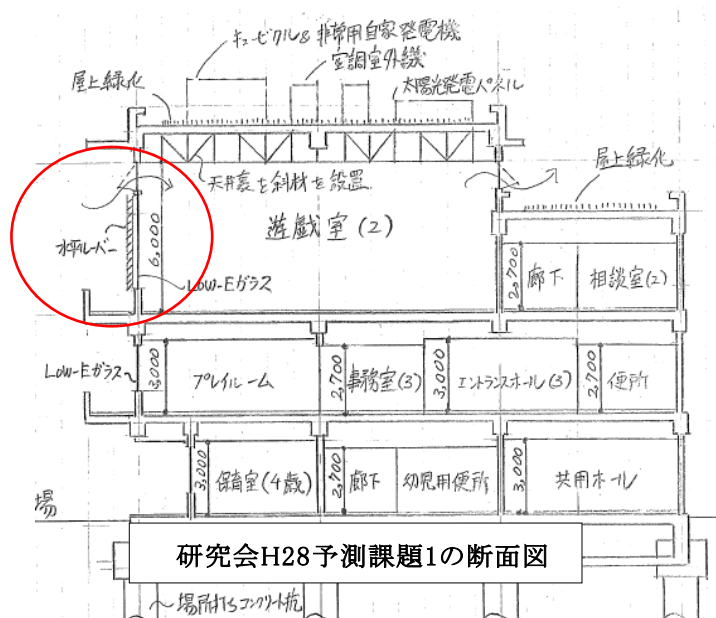 キュービクル&非常用自家発電機
空調室外機
屋上緑化
太陽光発電パネル
天井裏を斜材を設置
屋上緑化
遊戯室(2)
水平ルーバー
6,000
Low-Eガラス
2,700
廊下
相談室(2)
Low-Eガラス
3,000
プレイルーム
2,700
事務室(3)
3,000
エントランスホール(3)
2,700
便所
3,000
保育室(4歳)
2,700
廊下
幼児用便所
3,000
共用ホール
場
研究会H28予測課題1の断面図
場所打ちコンクリート杭